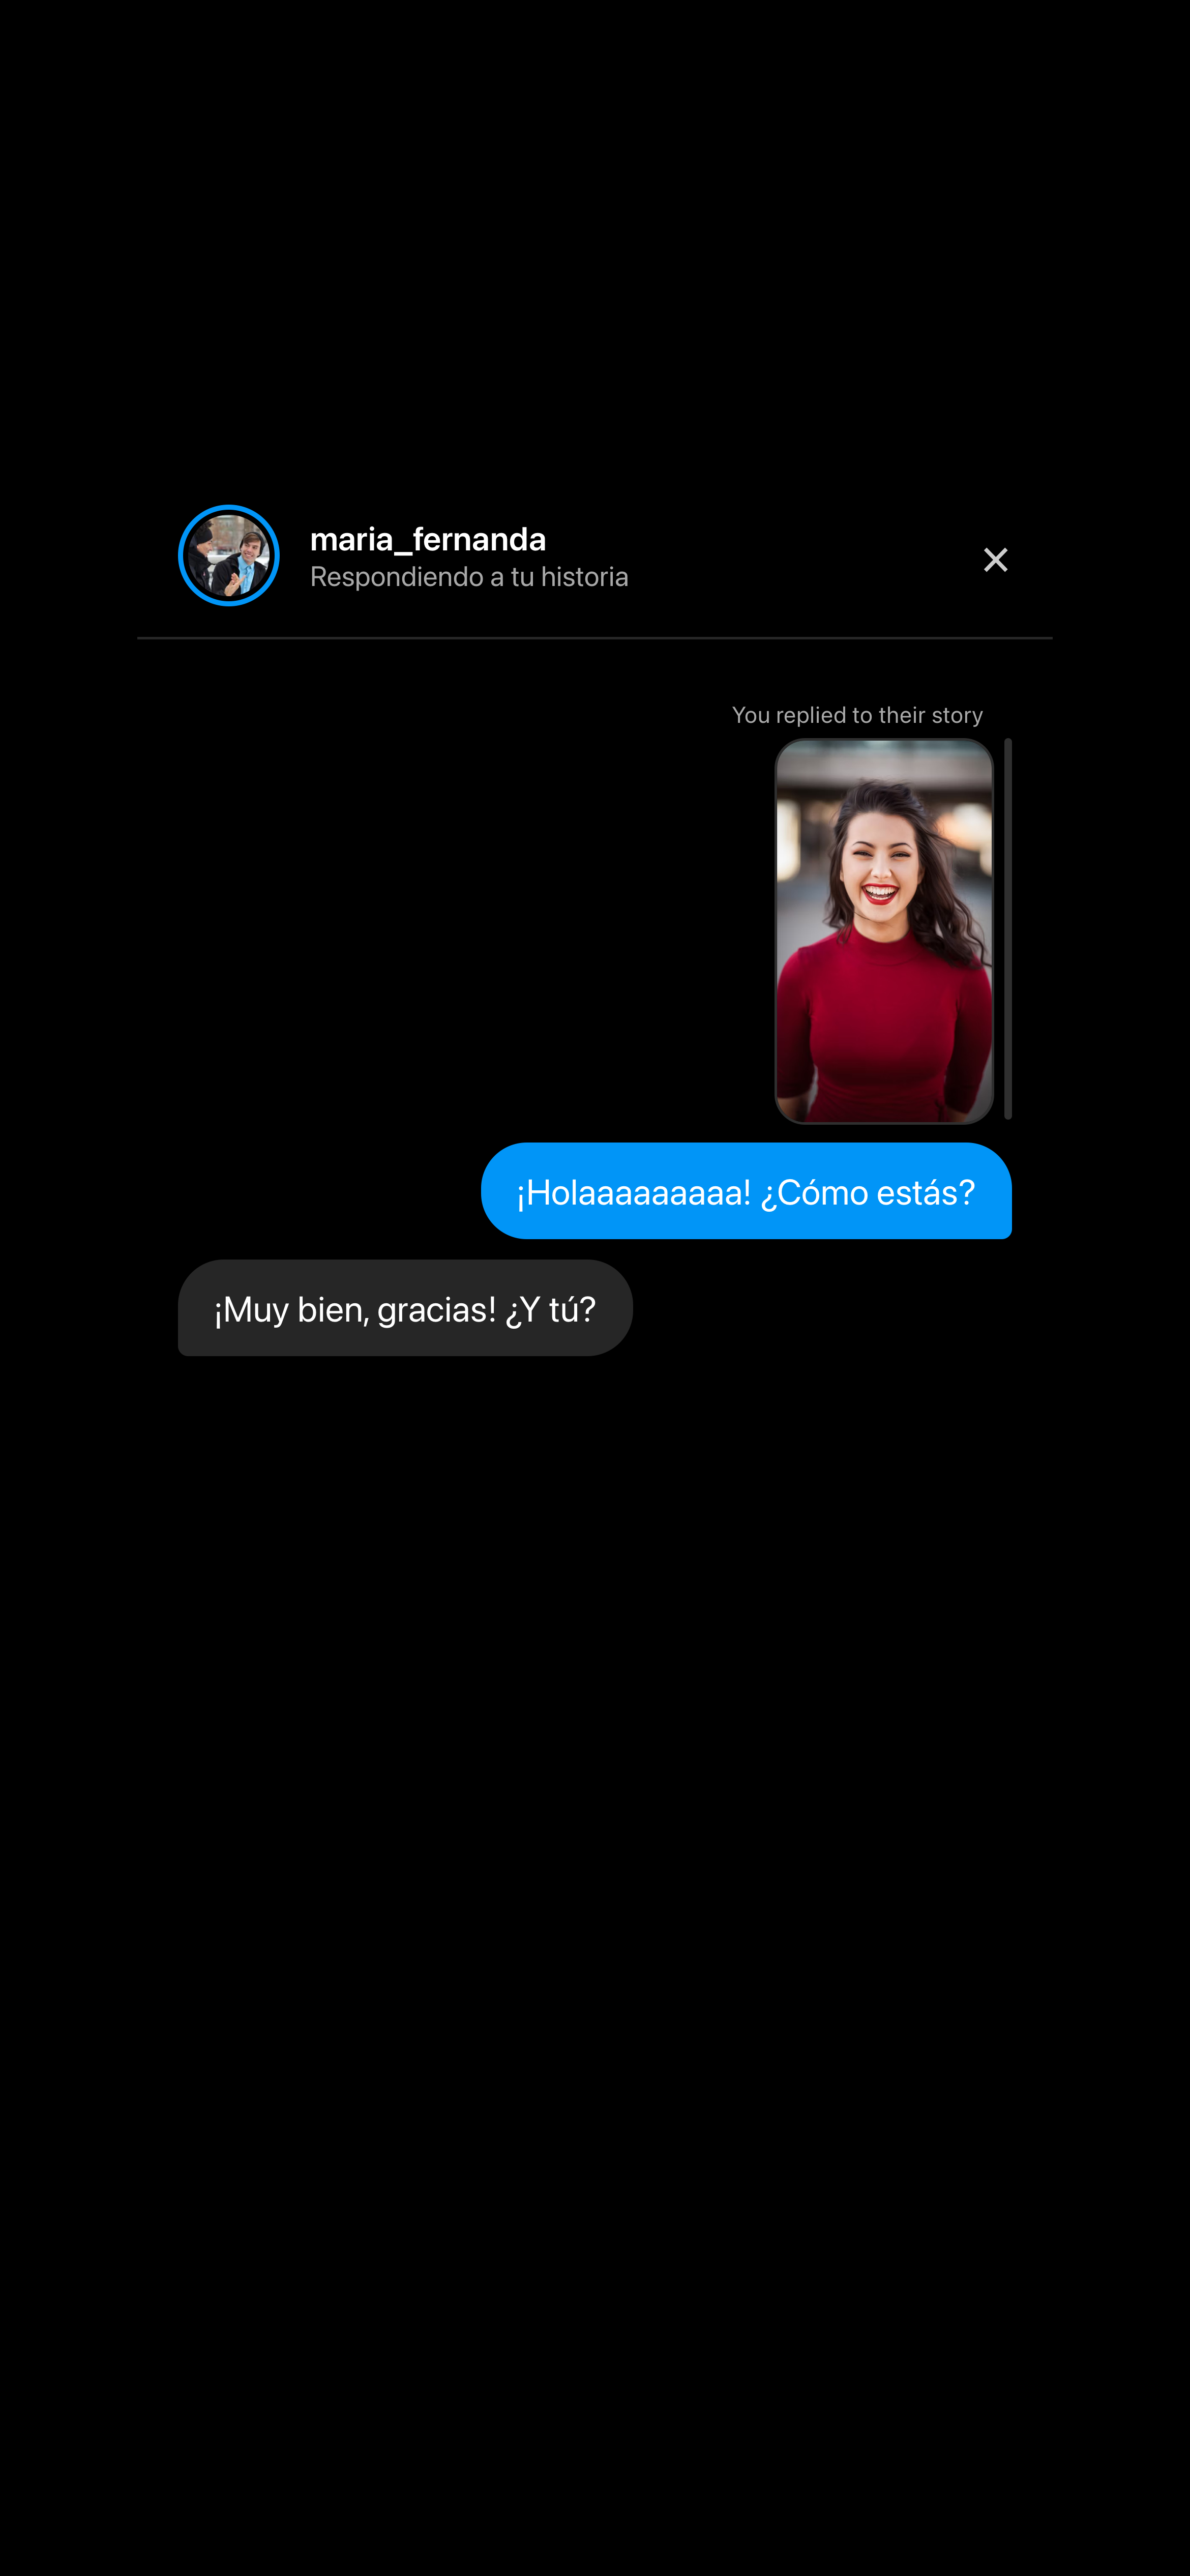 maria_fernanda
Respondiendo a tu historia
You replied to their story
¡Holaaaaaaaaa! ¿Cómo estás?
¡Muy bien, gracias! ¿Y tú?